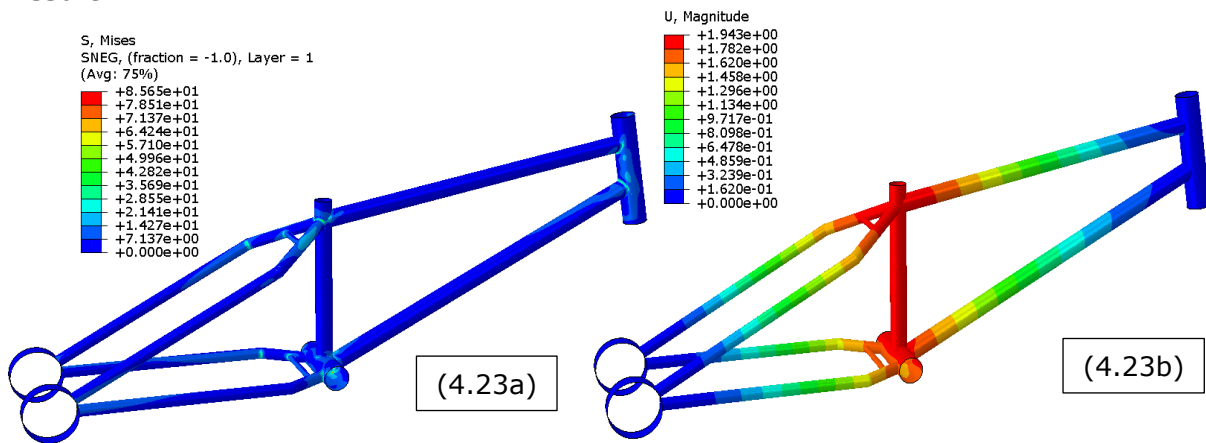 S, Mises
SNEG, (fraction = -1.0), Layer = 1
(Avg: 75%)
+8.565e+01
+7.851e+01
+7.137e+01
+6.424e+01
+5.710e+01
+4.996e+01
+4.282e+01
+3.569e+01
+2.855e+01
+2.141e+01
+1.427e+01
+7.137e+00
+0.000e+00
(4.23a)
U, Magnitude
+1.943e+00
+1.782e+00
+1.620e+00
+1.458e+00
+1.296e+00
+1.134e+00
+9.717e-01
+8.098e-01
+6.478e-01
+4.859e-01
+3.239e-01
+1.620e-01
+0.000e+00
(4.23b)